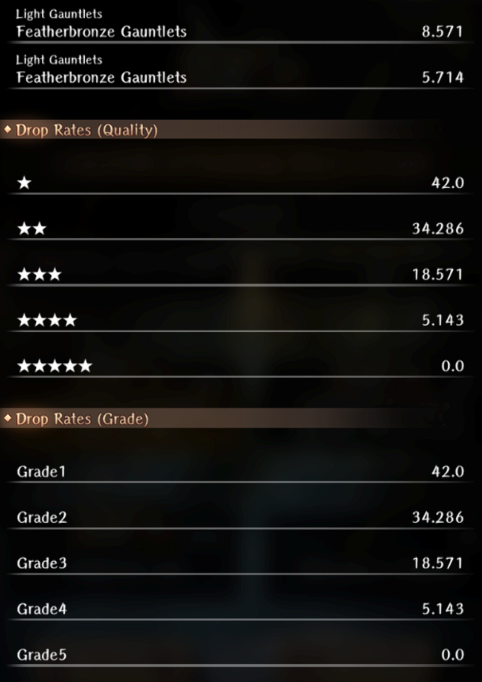 Light Gauntlets
Featherbronze Gauntlets 8.571
Light Gauntlets
Featherbronze Gauntlets 5.714
Drop Rates (Quality)
★ 42.0
★★ 34.286
★★★ 18.571
★★★★ 5.143
★★★★★ 0.0
Drop Rates (Grade)
Grade1 42.0
Grade2 34.286
Grade3 18.571
Grade4 5.143
Grade5 0.0